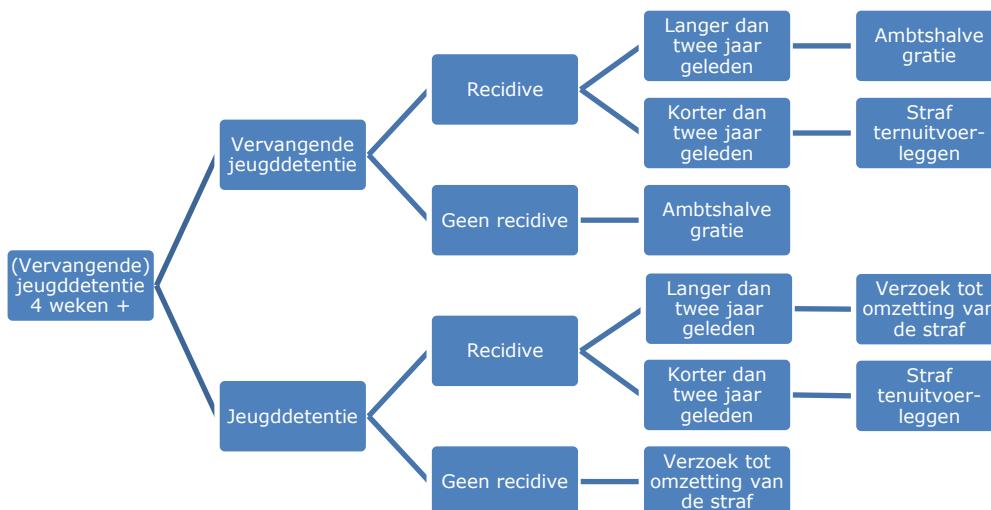 (Vervangende)
jeugddetentie
4 weken +
Vervangende
jeugddetentie
Recidive
Langer dan
twee jaar
geleden
Ambtshalve
gratie
Korter dan
twee jaar
geleden
Straf
ternuitvoer-
leggen
Geen recidive
Ambtshalve
gratie
Jeugddetentie
Recidive
Langer dan
twee jaar
geleden
Verzoek tot
omzetting van
de straf
Korter dan
twee jaar
geleden
Straf
tenuitvoer-
leggen
Geen recidive
Verzoek tot
omzetting van
de straf